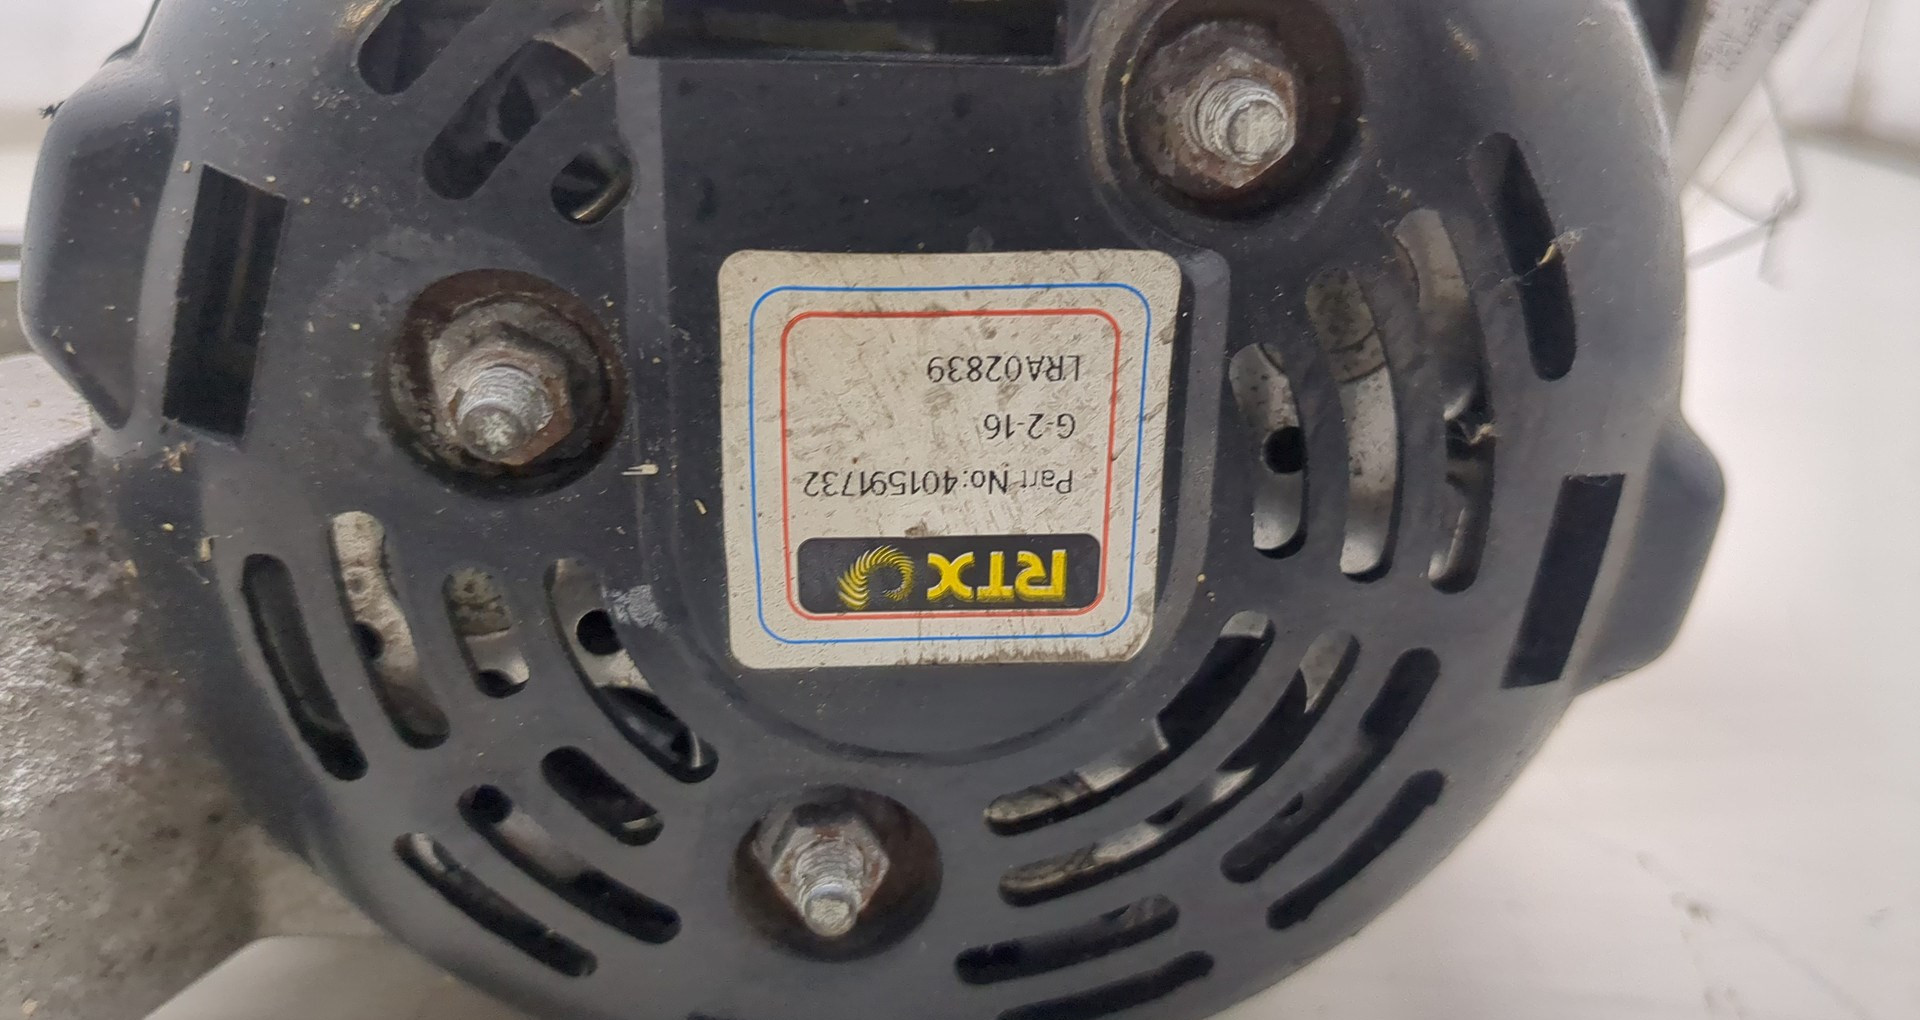 RTX
Part No:401591732
G-2-16
LRA02839